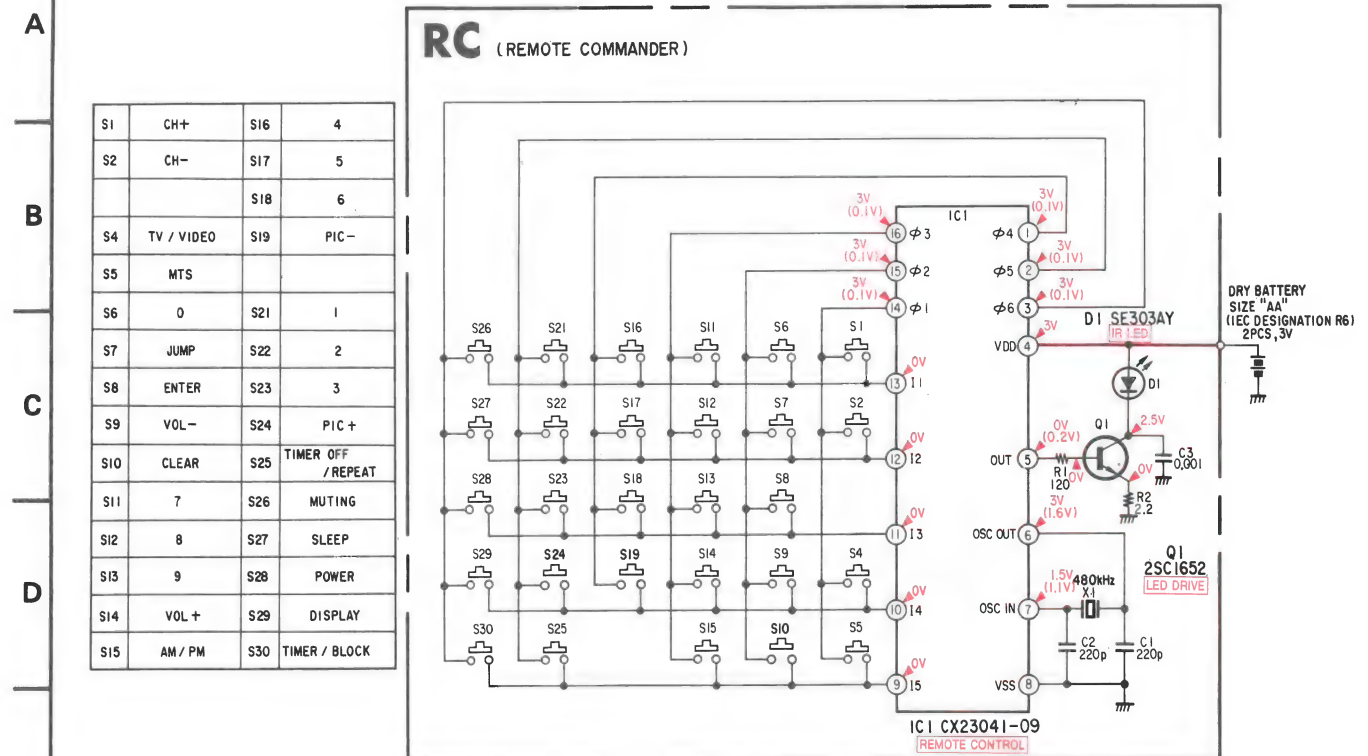 A
B
C
D
RC (REMOTE COMMANDER)
S1 CH+ S16 4
S2 CH- S17 5
S18 6
S4 TV / VIDEO S19 PIC-
S5 MTS
S6 0 S21 1
S7 JUMP S22 2
S8 ENTER S23 3
S9 VOL- S24 PIC+
S10 CLEAR S25 TIMER OFF
/REPEAT
S11 7 S26 MUTING
S12 8 S27 SLEEP
S13 9 S28 POWER
S14 VOL+ S29 DISPLAY
S15 AM / PM S30 TIMER / BLOCK
IC1
3V
(0.1V)
16 ϕ3
3V
(0.1V)
1 ϕ4
3V
(0.1V)
15 ϕ2
3V
(0.1V)
2 ϕ5
3V
(0.1V)
14 ϕ1
3V
(0.1V)
3 ϕ6
S26 S21 S16 S11 S6 S1
0V
13 I1
S27 S22 S17 S12 S7 S2
0V
12 I2
S28 S23 S18 S13 S8
0V
11 I3
S29 S24 S19 S14 S9 S4
0V
10 I4
S30 S25 S15 S10 S5
0V
9 I5
D1 SE303AY
IR LED
3V
VDD 4
D1
DRY BATTERY
SIZE "AA"
(IEC DESIGNATION R6)
2PCS,3V
Q1
2.5V
0V
(0.2V)
OUT 5
R1
120
0V
0V
C3
0.001
R2
2.2
3V
(1.6V)
OSC OUT 6
Q1
2SC1652
LED DRIVE
1.5V
(1.1V)
480kHz
X1
OSC IN 7
C2
220p
C1
220p
VSS 8
IC1 CX23041-09
REMOTE CONTROL